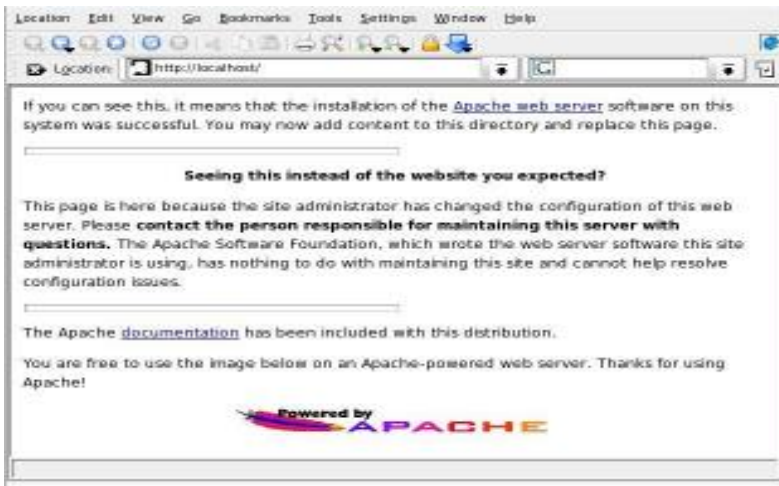 Location Edit View Go Bookmarks Tools Settings Window Help
Location: http://localhost/
If you can see this, it means that the installation of the Apache web server software on this
system was successful. You may now add content to this directory and replace this page.
Seeing this instead of the website you expected?
This page is here because the site administrator has changed the configuration of this web
server. Please contact the person responsible for maintaining this server with
questions. The Apache Software Foundation, which wrote the web server software this site
administrator is using, has nothing to do with maintaining this site and cannot help resolve
configuration issues.
The Apache documentation has been included with this distribution.
You are free to use the image below on an Apache-powered web server. Thanks for using
Apache!
Powered by
APACHE